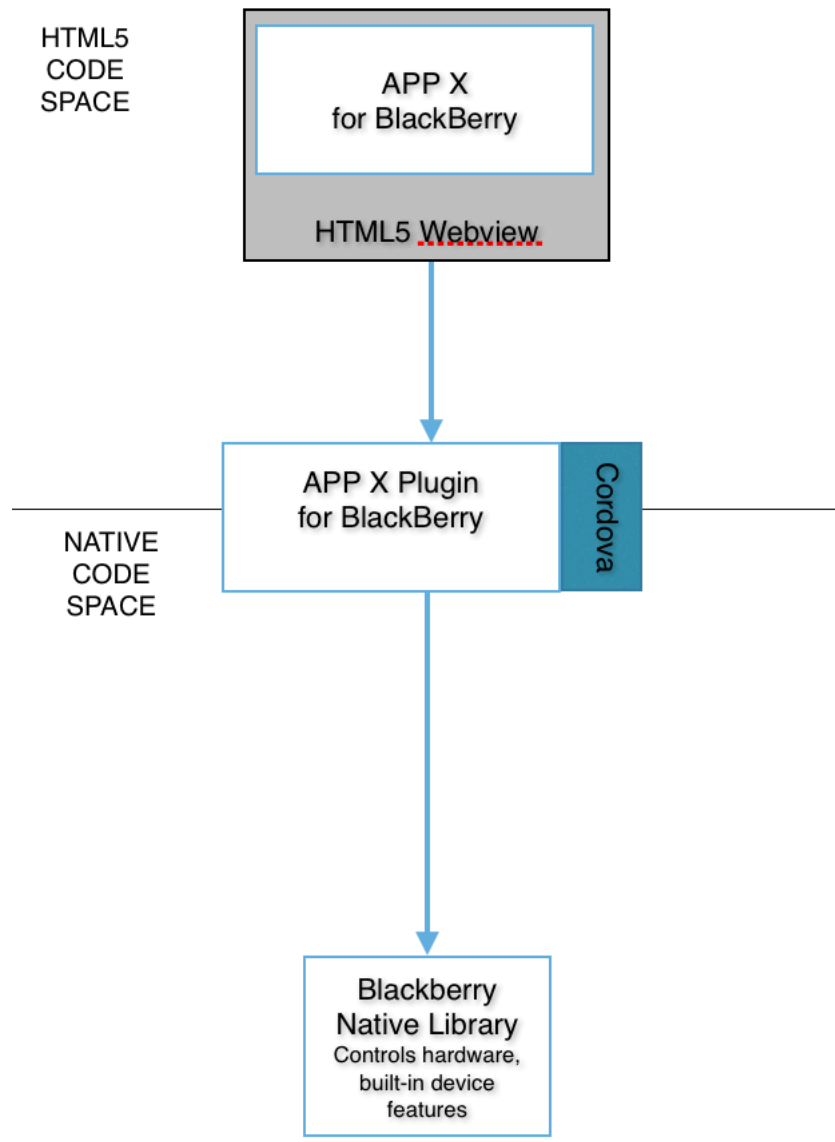 HTML5
CODE
SPACE
APP X
for BlackBerry
HTML5 Webview
APP X Plugin
for BlackBerry
Cordova
NATIVE
CODE
SPACE
Blackberry
Native Library
Controls hardware,
built-in device
features